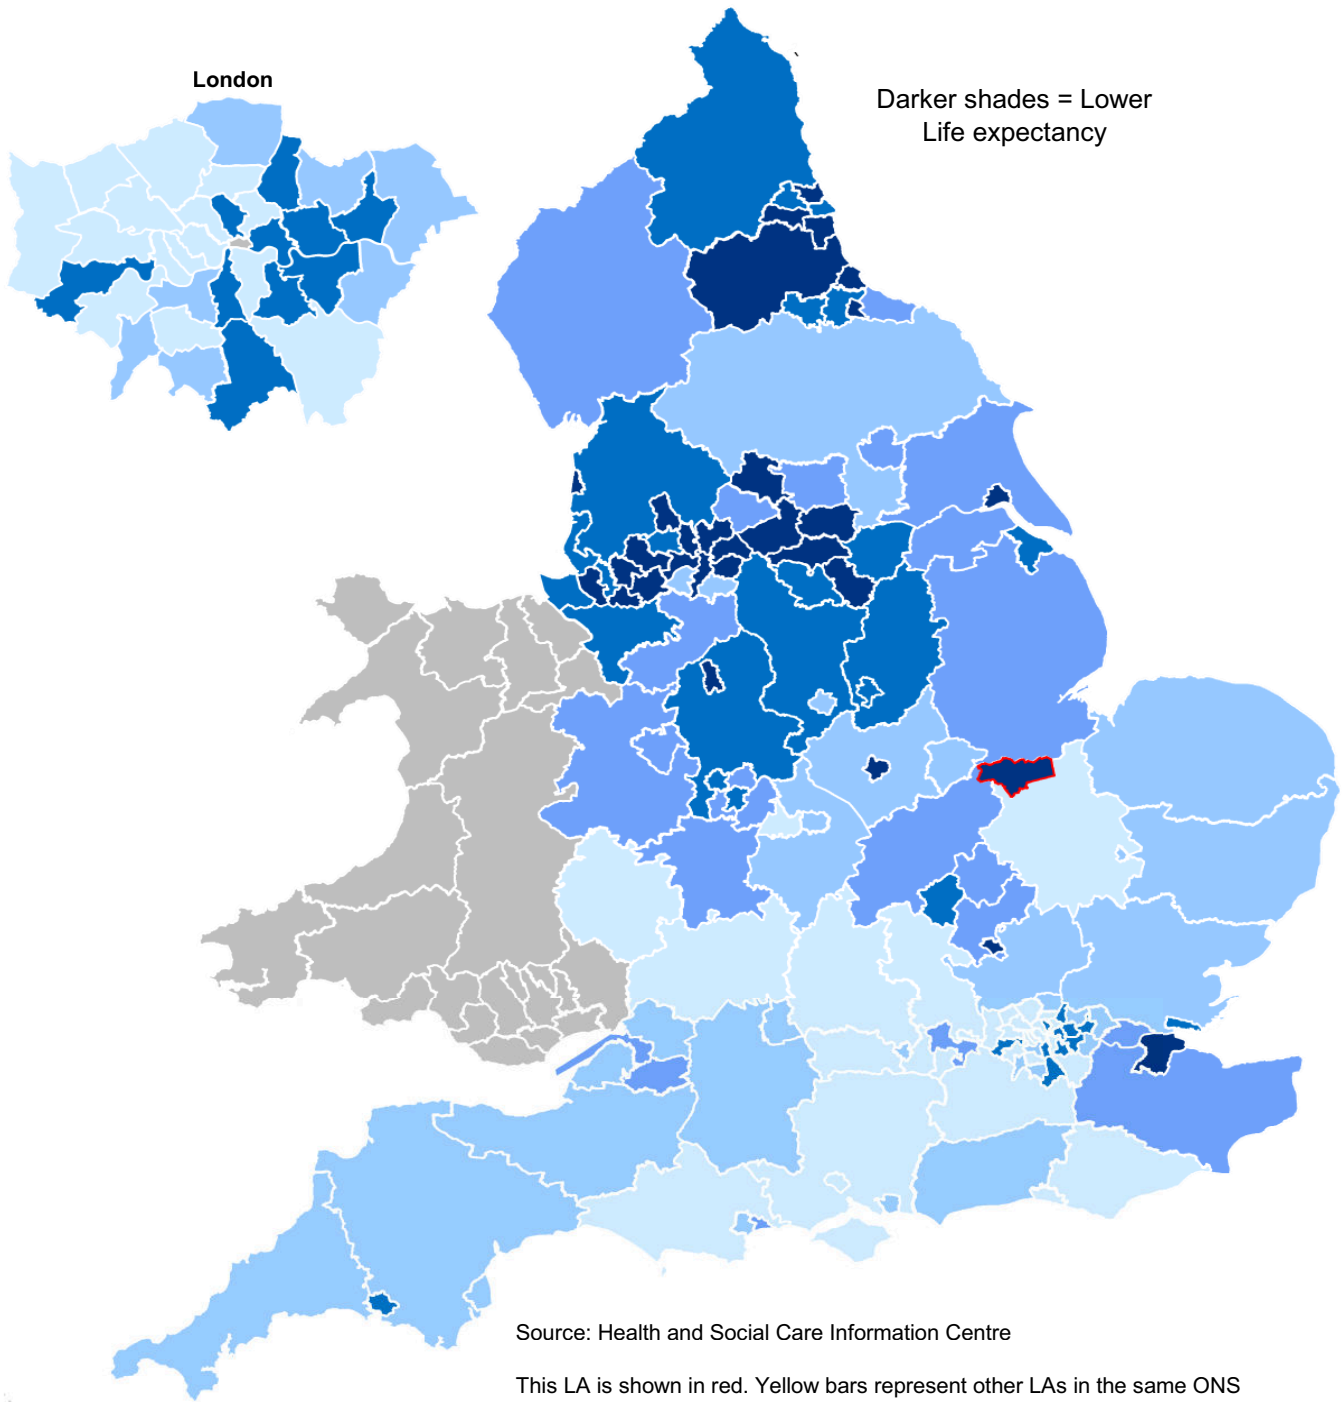 London
Darker shades = Lower
Life expectancy
Source: Health and Social Care Information Centre
This LA is shown in red. Yellow bars represent other LAs in the same ONS